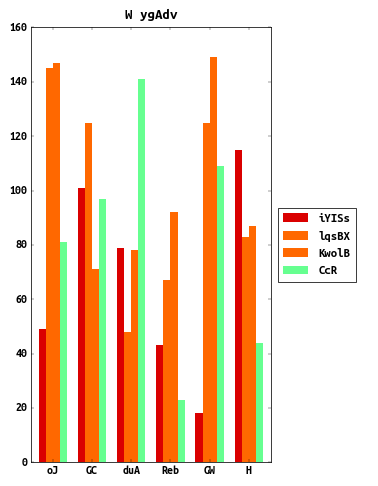 W ygAdv
160
140
120
100
80
60
40
20
0
oJ GC duA Reb GW H
iYISs
lqsBX
KwolB
CcR